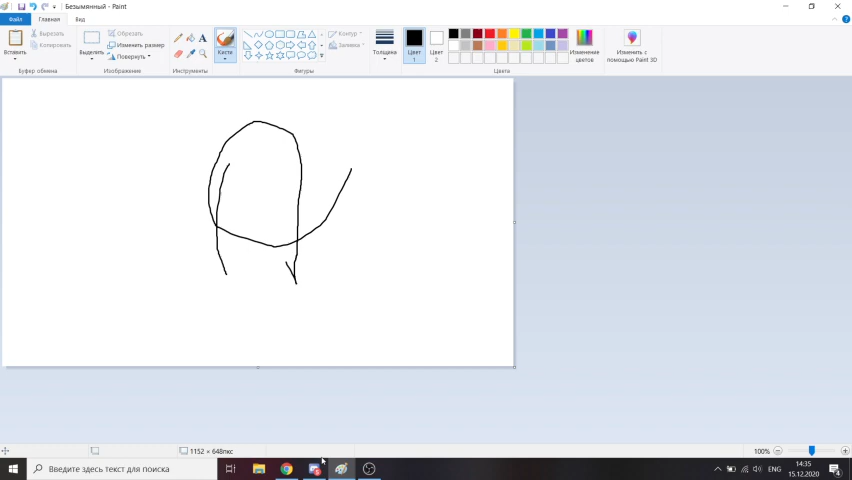 Безымянный - Paint
Файл Главная Вид
Вставить
Вырезать
Копировать
Буфер обмена
Выделить
Обрезать
Изменить размер
Повернуть
Изображение
Инструменты
Кисти
Контур
Заливка
Фигуры
Толщина
Цвет 1
Цвет 2
Изменение цветов
Цвета
Изменить с помощью Paint 3D
1152 × 648пкс
100%
Введите здесь текст для поиска
ENG
14:35
15.12.2020